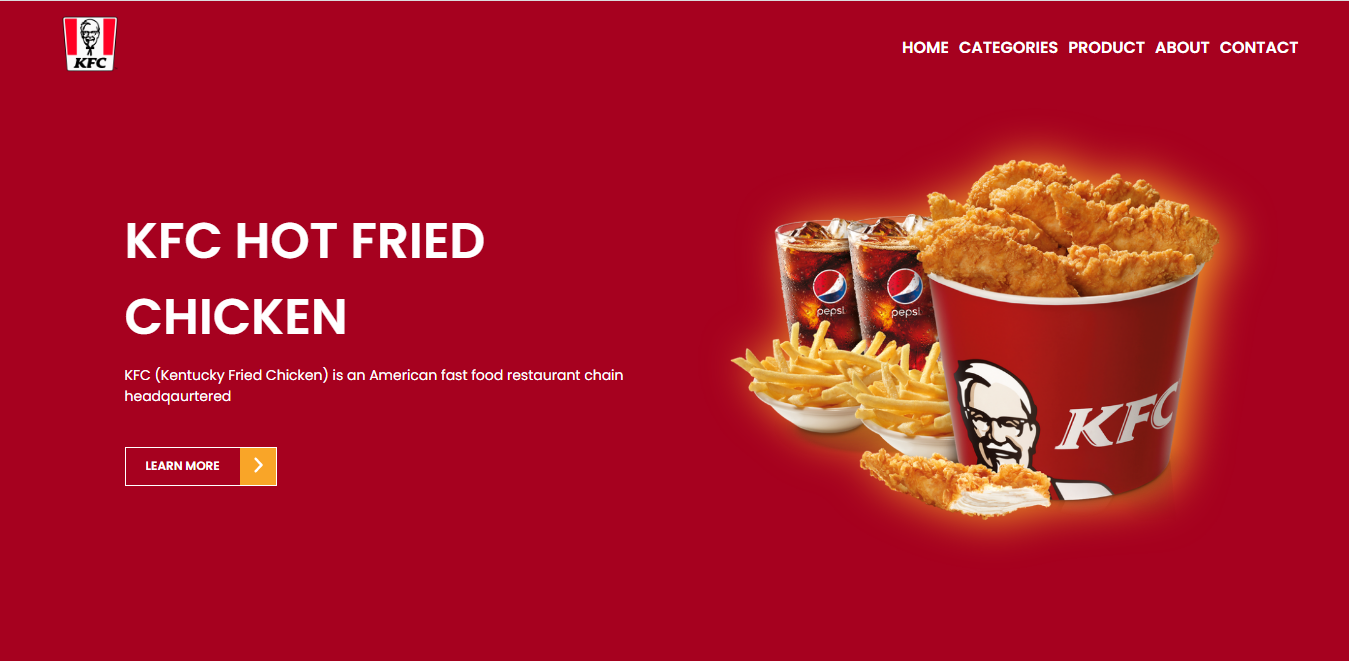 KFC
HOME CATEGORIES PRODUCT ABOUT CONTACT
KFC HOT FRIED
CHICKEN
KFC (Kentucky Fried Chicken) is an American fast food restaurant chain
headqaurtered
LEARN MORE
pepsi
pepsi
KFC